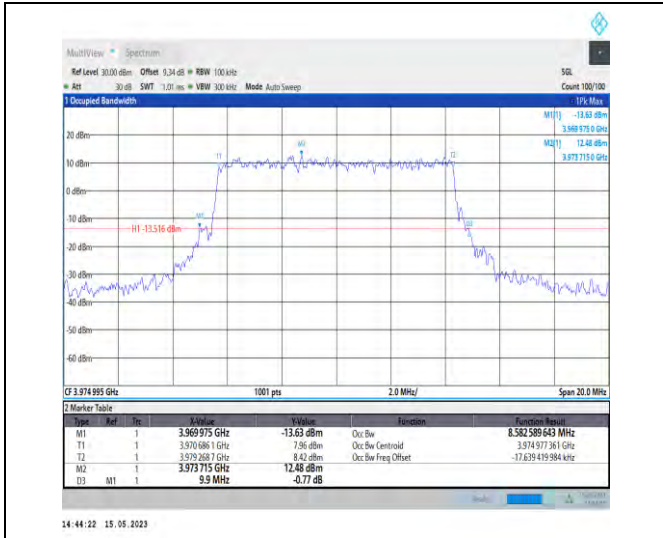 MultiView Spectrum
Ref Level 30.00 dBm Offset 9.34 dB RBW 100 kHz SGL
Att 30 dB SWT 1.01 ms VBW 300 kHz Mode Auto Sweep Count 100/100
1 Occupied Bandwidth 1Pk Max
M1[1] -13.63 dBm
3.969 975 0 GHz
M2[1] 12.48 dBm
3.973 715 0 GHz
20 dBm
T1 M2 T2
10 dBm
0 dBm
-10 dBm
M1 D3
H1 -13.516 dBm
-20 dBm
-30 dBm
-40 dBm
-50 dBm
-60 dBm
CF 3.974 995 GHz 1001 pts 2.0 MHz/ Span 20.0 MHz
2 Marker Table
Type Ref Trc X-Value Y-Value Function Function Result
M1 1 3.969 975 GHz -13.63 dBm Occ Bw 8.582 589 643 MHz
T1 1 3.970 686 1 GHz 7.96 dBm Occ Bw Centroid 3.974 977 361 GHz
T2 1 3.979 268 7 GHz 8.42 dBm Occ Bw Freq Offset -17.639 419 984 kHz
M2 1 3.973 715 GHz 12.48 dBm
D3 M1 1 9.9 MHz -0.77 dB
14:44:22 15.05.2023